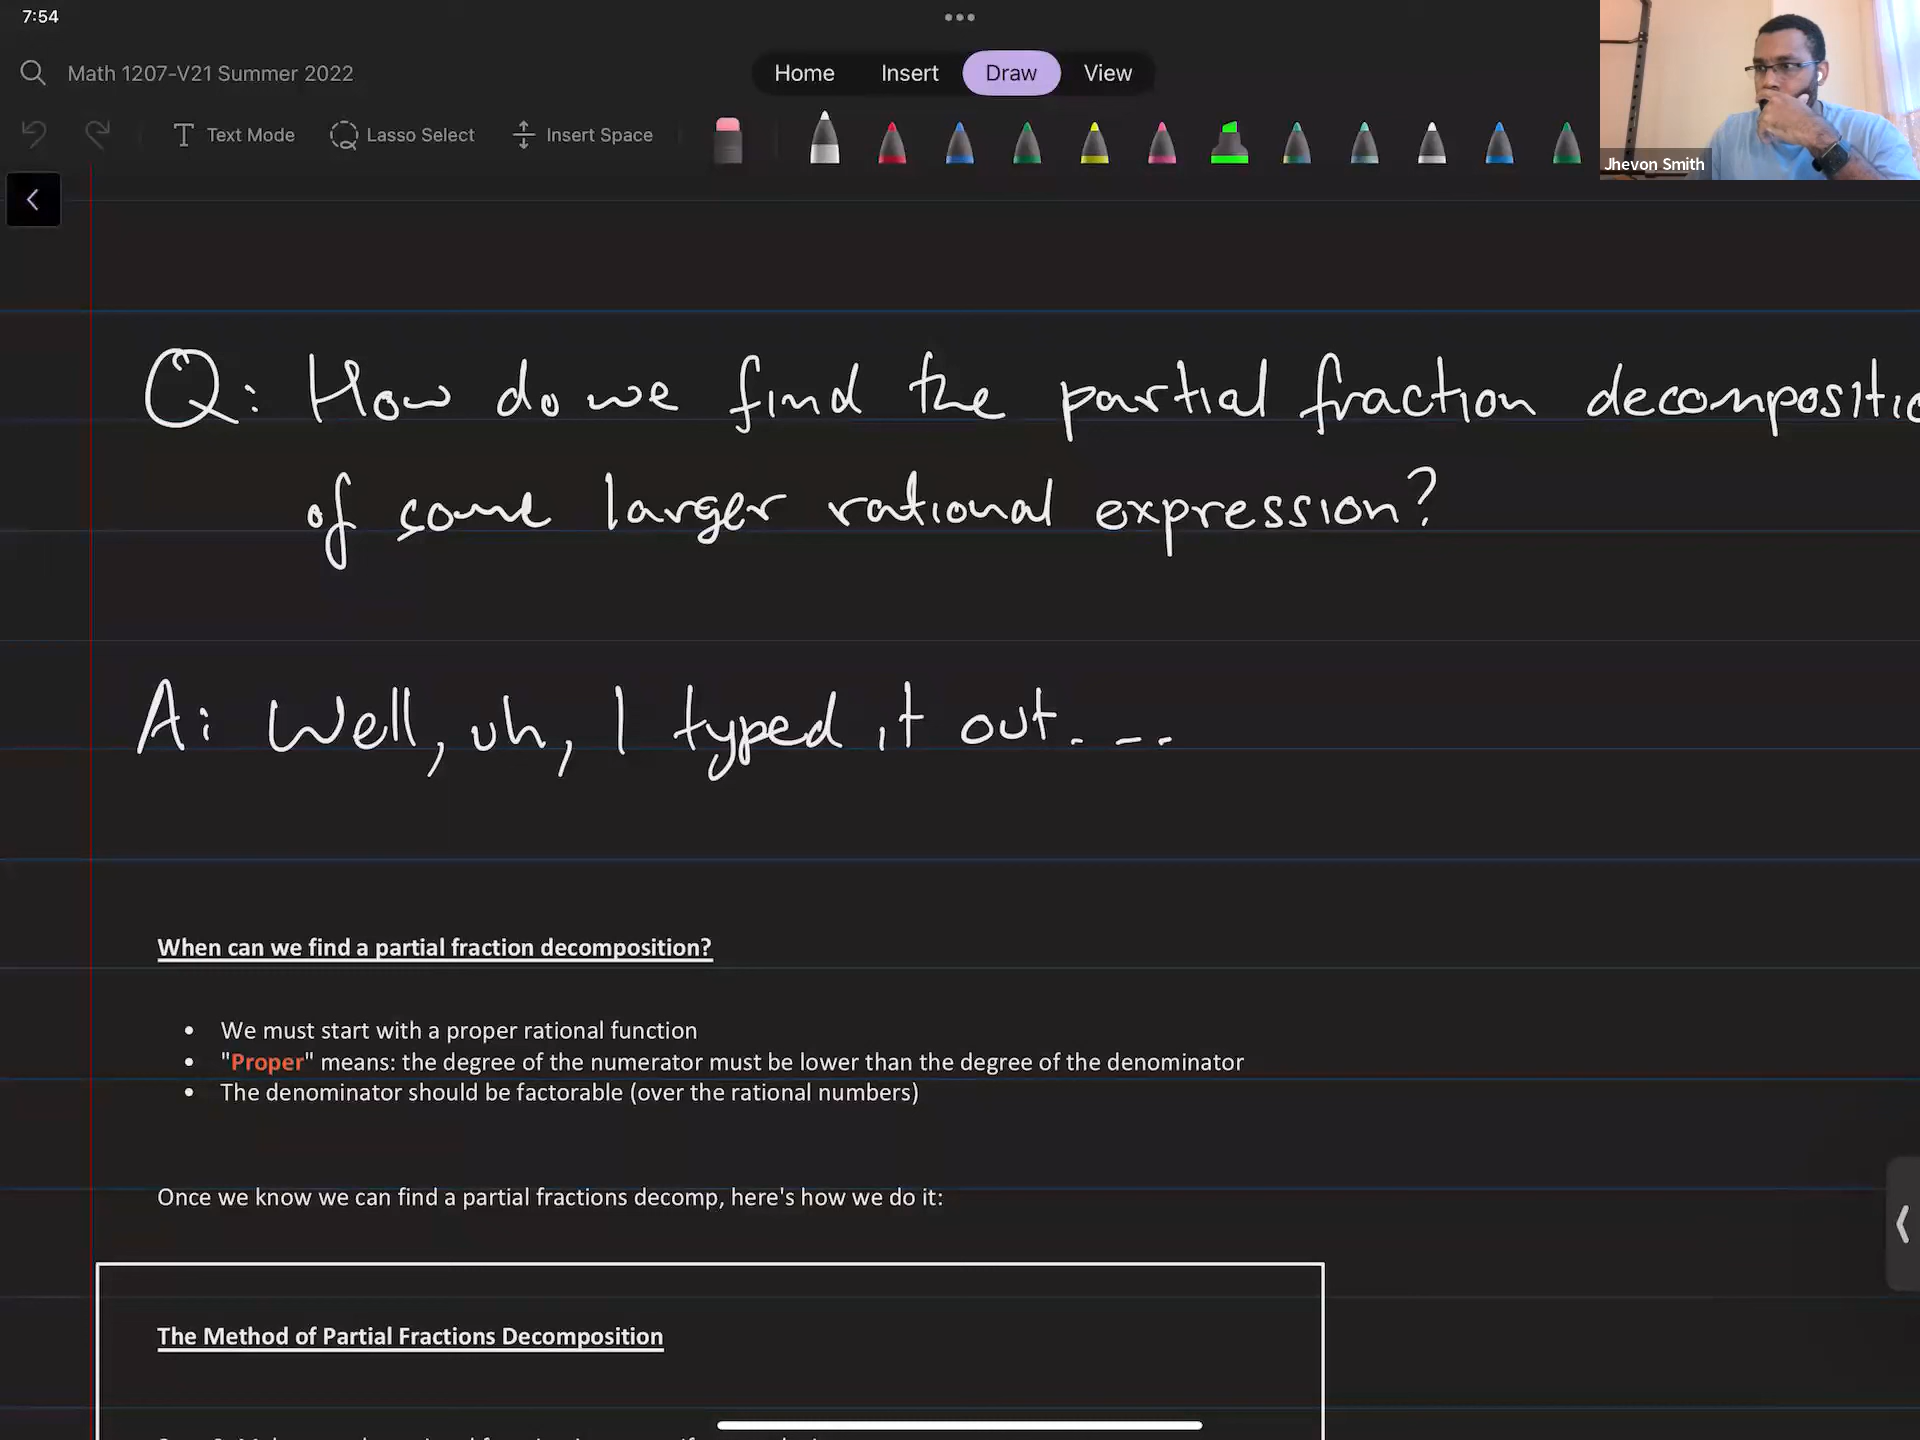 7:54
Math 1207-V21 Summer 2022
Home Insert Draw View
Text Mode Lasso Select Insert Space
Jhevon Smith
Q: How do we find the partial fraction decompositio
of some larger rational expression?
A: Well, uh, I typed it out....
When can we find a partial fraction decomposition?
• We must start with a proper rational function
• "Proper" means: the degree of the numerator must be lower than the degree of the denominator
• The denominator should be factorable (over the rational numbers)
Once we know we can find a partial fractions decomp, here's how we do it:
The Method of Partial Fractions Decomposition